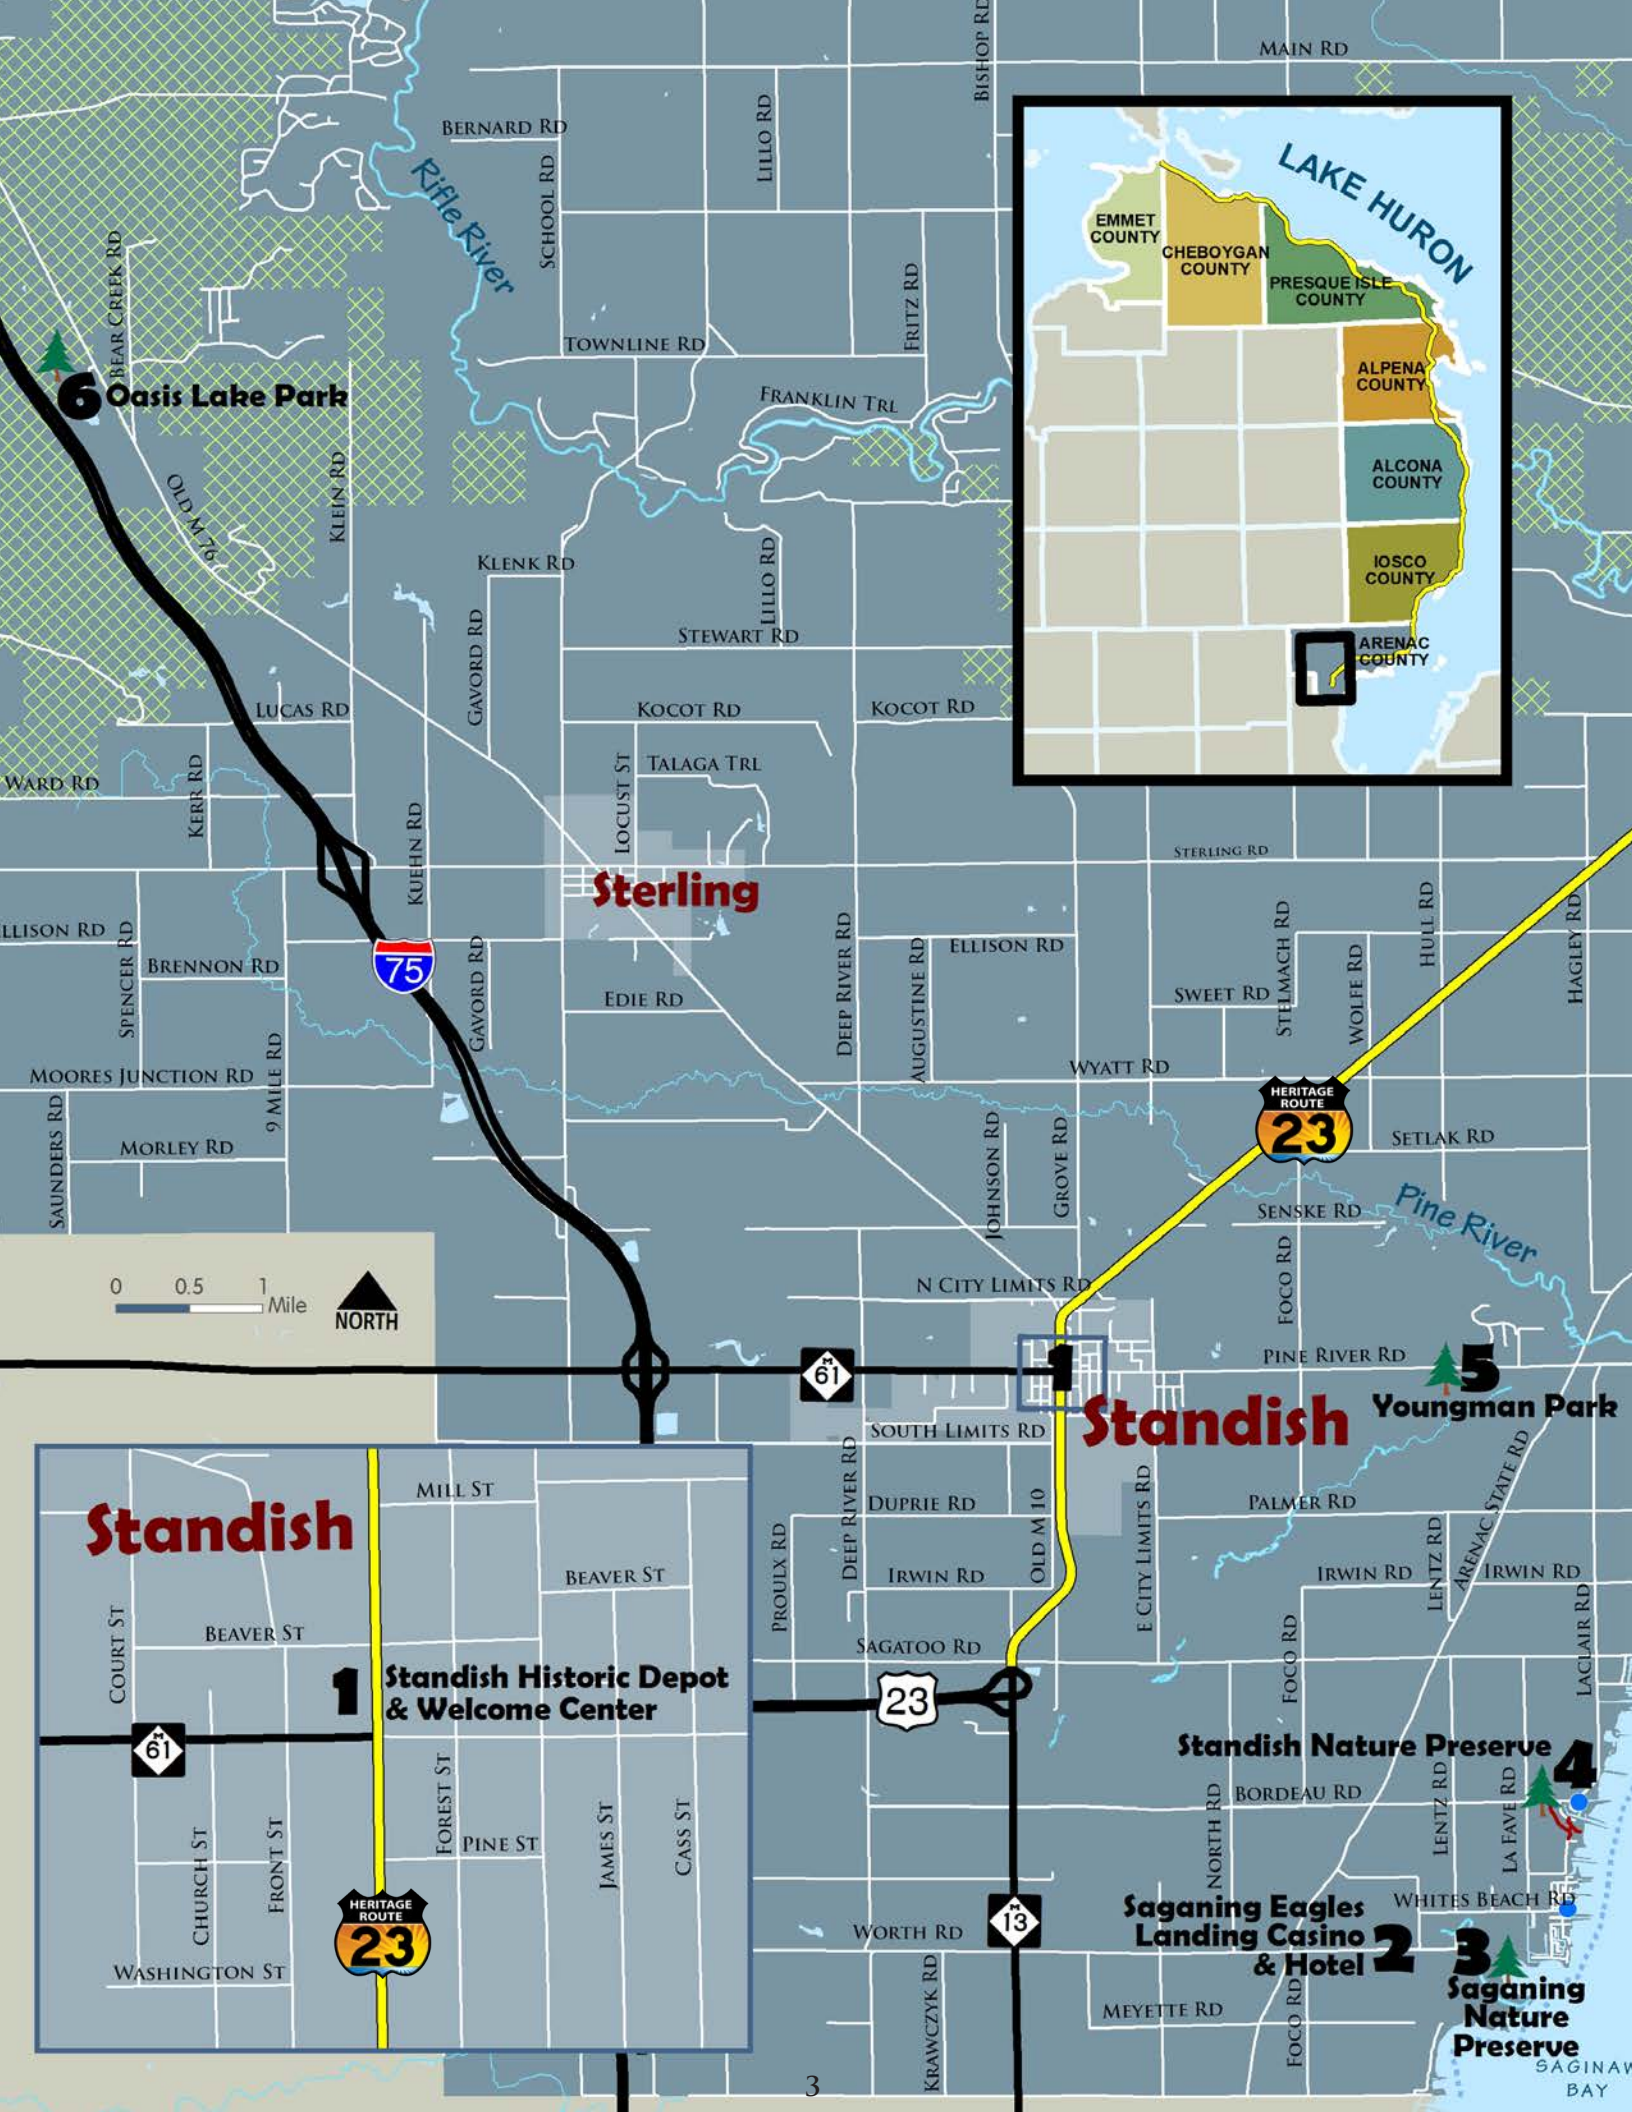 MAIN RD
BISHOP RD
BERNARD RD
SCHOOL RD
LILLO RD
Rifle River
BEAR CREEK RD
FRITZ RD
TOWNLINE RD
FRANKLIN TRL
6 Oasis Lake Park
OLD M 76
KLEIN RD
KLENK RD
LILLO RD
GAVORD RD
STEWART RD
LUCAS RD
KOCOT RD
KOCOT RD
LOCUST ST
TALAGA TRL
WARD RD
KERR RD
KUEHN RD
LAKE HURON
EMMET
COUNTY
CHEBOYGAN
COUNTY
PRESQUE ISLE
COUNTY
ALPENA
COUNTY
ALCONA
COUNTY
IOSCO
COUNTY
ARENAC
COUNTY
STERLING RD
Sterling
LLISON RD
SPENCER RD
BRENNON RD
75
GAVORD RD
EDIE RD
DEEP RIVER RD
AUGUSTINE RD
ELLISON RD
SWEET RD
STELMACH RD
WOLFE RD
HULL RD
HAGLEY RD
MOORES JUNCTION RD
9 MILE RD
WYATT RD
SAUNDERS RD
MORLEY RD
JOHNSON RD
GROVE RD
HERITAGE
ROUTE
23
SETLAK RD
SENSKE RD
Pine River
FOCO RD
0 0.5 1
Mile
NORTH
N CITY LIMITS RD
M
61
1
Standish
PINE RIVER RD
5
Youngman Park
SOUTH LIMITS RD
DEEP RIVER RD
DUPRIE RD
OLD M 10
E CITY LIMITS RD
PALMER RD
ARENAC STATE RD
LENTZ RD
PROULX RD
IRWIN RD
IRWIN RD
IRWIN RD
SAGATOO RD
FOCO RD
LACLAIR RD
23
Standish
MILL ST
BEAVER ST
COURT ST
BEAVER ST
1 Standish Historic Depot
& Welcome Center
M
61
FOREST ST
PINE ST
JAMES ST
CASS ST
CHURCH ST
FRONT ST
HERITAGE
ROUTE
23
WASHINGTON ST
Standish Nature Preserve 4
BORDEAU RD
NORTH RD
LENTZ RD
LA FAVE RD
WHITES BEACH RD
M
13
WORTH RD
Saganing Eagles
Landing Casino
& Hotel 2
3
Saganing
Nature
Preserve
KRAWCZYK RD
MEYETTE RD
FOCO RD
SAGINAW
BAY
3